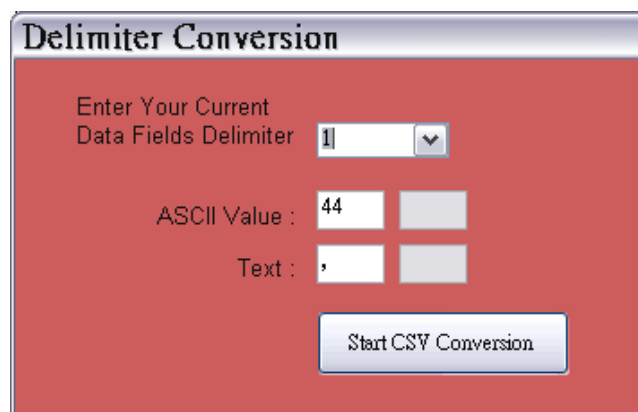 Delimiter Conversion
Enter Your Current
Data Fields Delimiter 1
ASCII Value : 44
Text : ,
Start CSV Conversion